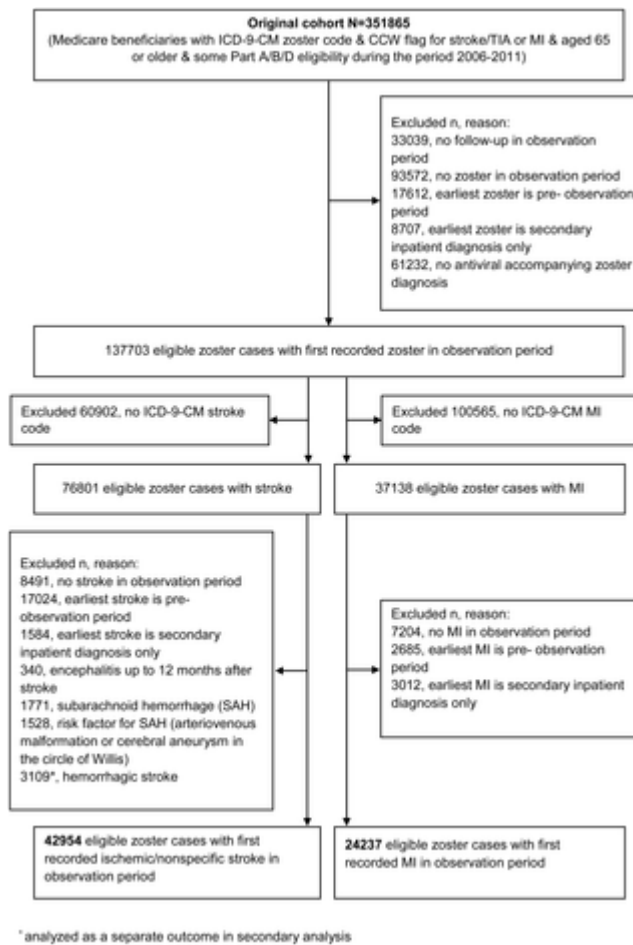 Original cohort N=351865
(Medicare beneficiaries with ICD-9-CM zoster code & CCW flag for stroke/TIA or MI & aged 65
or older & some Part A/B/D eligibility during the period 2006-2011)
Excluded n, reason:
33039, no follow-up in observation
period
93572, no zoster in observation period
17612, earliest zoster is pre- observation
period
8707, earliest zoster is secondary
inpatient diagnosis only
61232, no antiviral accompanying zoster
diagnosis
137703 eligible zoster cases with first recorded zoster in observation period
Excluded 60902, no ICD-9-CM stroke
code
Excluded 100565, no ICD-9-CM MI
code
76801 eligible zoster cases with stroke
37138 eligible zoster cases with MI
Excluded n, reason:
8491, no stroke in observation period
17024, earliest stroke is pre-
observation period
1584, earliest stroke is secondary
inpatient diagnosis only
340, encephalitis up to 12 months after
stroke
1771, subarachnoid hemorrhage (SAH)
1528, risk factor for SAH (arteriovenous
malformation or cerebral aneurysm in
the circle of Willis)
3109*, hemorrhagic stroke
Excluded n, reason:
7204, no MI in observation period
2685, earliest MI is pre- observation
period
3012, earliest MI is secondary inpatient
diagnosis only
42954 eligible zoster cases with first
recorded ischemic/nonspecific stroke in
observation period
24237 eligible zoster cases with first
recorded MI in observation period
*analyzed as a separate outcome in secondary analysis